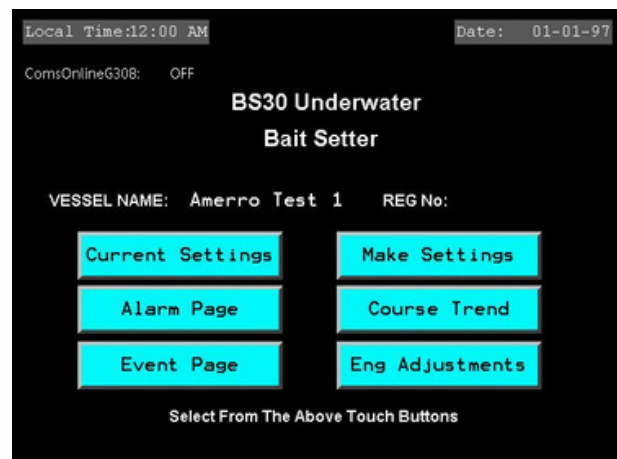 Local Time:12:00 AM Date: 01-01-97
ComsOnlineG308: OFF
BS30 Underwater
Bait Setter
VESSEL NAME: Amerro Test 1 REG No:
Current Settings Make Settings
Alarm Page Course Trend
Event Page Eng Adjustments
Select From The Above Touch Buttons